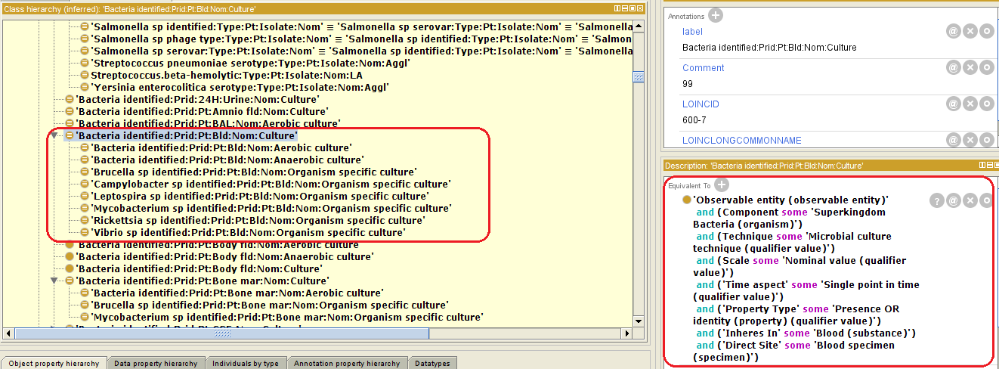 Class hierarchy (inferred): 'Bacteria identified:Prid:Pt:Bld:Nom:Culture'
'Salmonella sp identified:Type:Pt:Isolate:Nom' ≡ 'Salmonella sp serovar:Type:Pt:Isolate:Nom' ≡ 'Salmonella
'Salmonella sp phage type:Type:Pt:Isolate:Nom' ≡ 'Salmonella sp identified:Type:Pt:Isolate:Nom' ≡ 'Salm
'Salmonella sp serovar:Type:Pt:Isolate:Nom' ≡ 'Salmonella sp identified:Type:Pt:Isolate:Nom' ≡ 'Salmonella
'Streptococcus pneumoniae serotype:Type:Pt:Isolate:Nom:Aggl'
Streptococcus.beta-hemolytic:Type:Pt:Isolate:Nom:LA
'Yersinia enterocolitica serotype:Type:Pt:Isolate:Nom:Aggl'
'Bacteria identified:Prid:24H:Urine:Nom:Culture'
'Bacteria identified:Prid:Pt:Amnio fld:Nom:Culture'
'Bacteria identified:Prid:Pt:BAL:Nom:Aerobic culture'
'Bacteria identified:Prid:Pt:Bld:Nom:Culture'
'Bacteria identified:Prid:Pt:Bld:Nom:Aerobic culture'
'Bacteria identified:Prid:Pt:Bld:Nom:Anaerobic culture'
'Brucella sp identified:Prid:Pt:Bld:Nom:Organism specific culture'
'Campylobacter sp identified:Prid:Pt:Bld:Nom:Organism specific culture'
'Leptospira sp identified:Prid:Pt:Bld:Nom:Organism specific culture'
'Mycobacterium sp identified:Prid:Pt:Bld:Nom:Organism specific culture'
'Rickettsia sp identified:Prid:Pt:Bld:Nom:Organism specific culture'
'Vibrio sp identified:Prid:Pt:Bld:Nom:Organism specific culture'
'Bacteria identified:Prid:Pt:Body fld:Nom:Aerobic culture'
'Bacteria identified:Prid:Pt:Body fld:Nom:Anaerobic culture'
'Bacteria identified:Prid:Pt:Body fld:Nom:Culture'
'Bacteria identified:Prid:Pt:Bone mar:Nom:Culture'
'Bacteria identified:Prid:Pt:Bone mar:Nom:Aerobic culture'
'Brucella sp identified:Prid:Pt:Bone mar:Nom:Organism specific culture'
'Mycobacterium sp identified:Prid:Pt:Bone mar:Nom:Organism specific culture'
Object property hierarchy
Data property hierarchy
Individuals by type
Annotation property hierarchy
Datatypes
Annotations
label
Bacteria identified:Prid:Pt:Bld:Nom:Culture
Comment
99
LOINCID
600-7
LOINCLONGCOMMONNAME
Description: 'Bacteria identified:Prid:Pt:Bld:Nom:Culture'
Equivalent To
'Observable entity (observable entity)'
and (Component some 'Superkingdom
Bacteria (organism)')
and (Technique some 'Microbial culture
technique (qualifier value)')
and (Scale some 'Nominal value (qualifier
value)')
and ('Time aspect' some 'Single point in time
(qualifier value)')
and ('Property Type' some 'Presence OR
identity (property) (qualifier value)')
and ('Inheres In' some 'Blood (substance)')
and ('Direct Site' some 'Blood specimen
(specimen)')